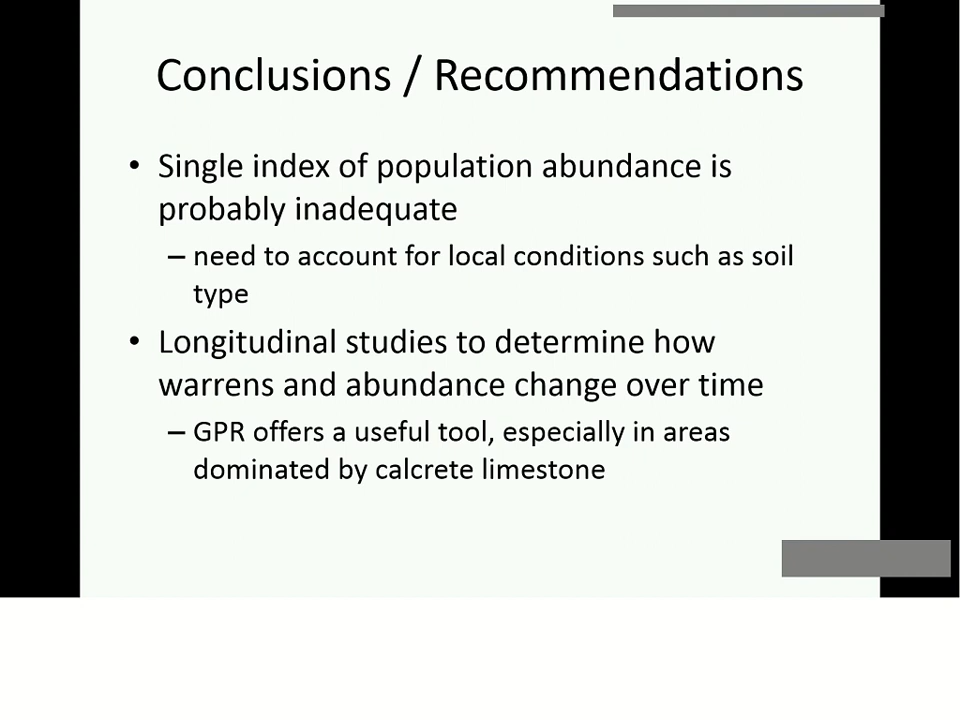 Conclusions / Recommendations
• Single index of population abundance is
probably inadequate
– need to account for local conditions such as soil
type
• Longitudinal studies to determine how
warrens and abundance change over time
– GPR offers a useful tool, especially in areas
dominated by calcrete limestone